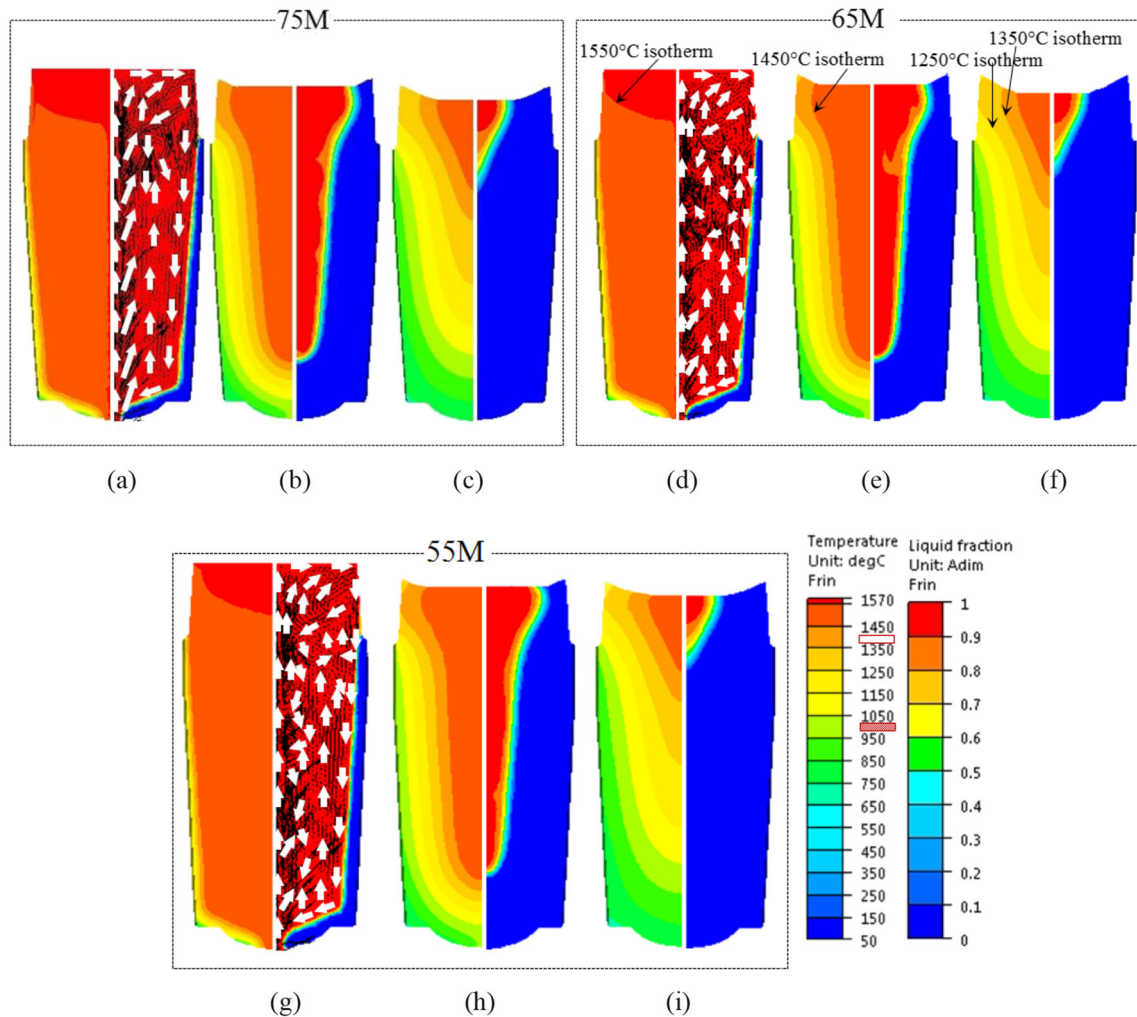 75M
65M
1550°C isotherm
1450°C isotherm
1350°C isotherm
1250°C isotherm
(a)
(b)
(c)
(d)
(e)
(f)
55M
Temperature
Unit: degC
Frin
1570
1450
1350
1250
1150
1050
950
850
750
650
550
450
350
250
150
50
Liquid fraction
Unit: Adim
Frin
1
0.9
0.8
0.7
0.6
0.5
0.4
0.3
0.2
0.1
0
(g)
(h)
(i)